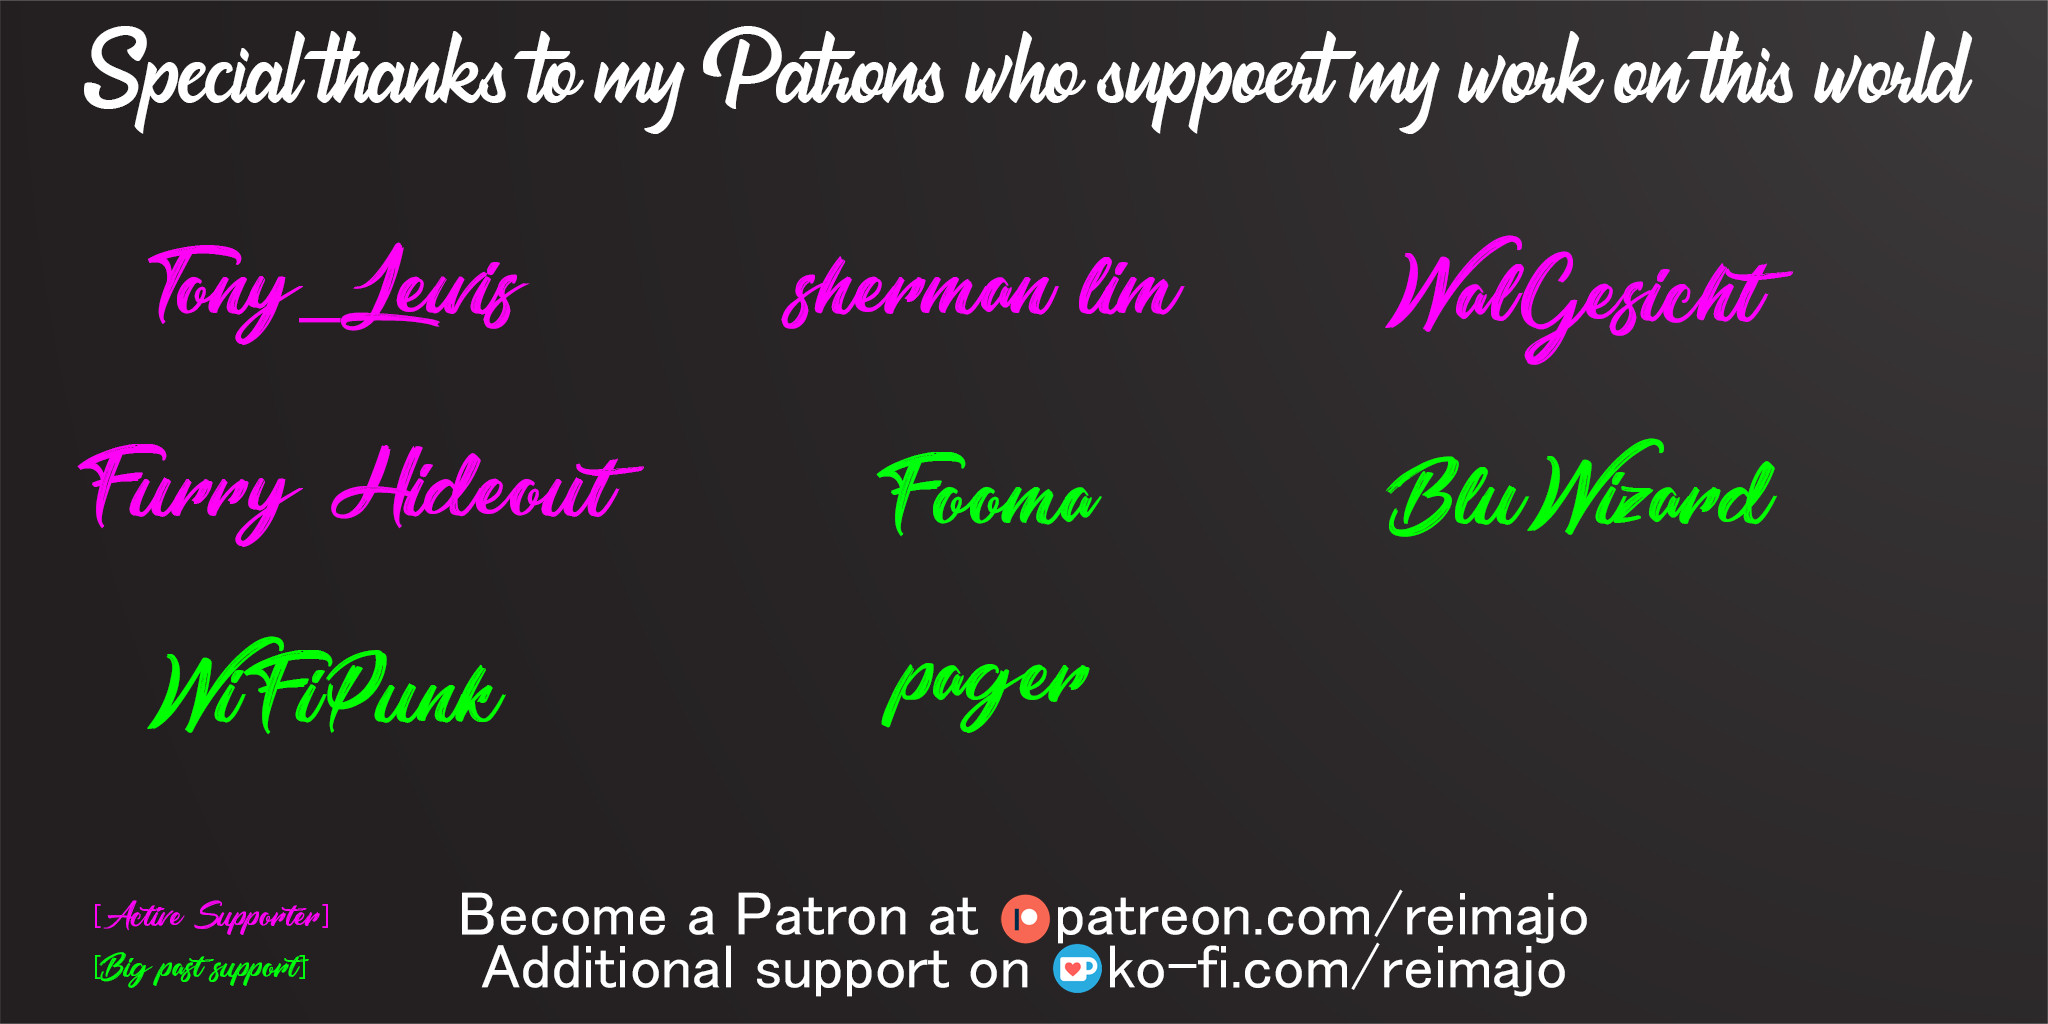 Special thanks to my Patrons who suppoert my work on this world
Tony_Lewis sherman lim WalGesicht
Furry Hideout Fooma BluWizard
WiFiPunk pager
[Active Supporter]
[Big past support]
Become a Patron at patreon.com/reimajo
Additional support on ko-fi.com/reimajo